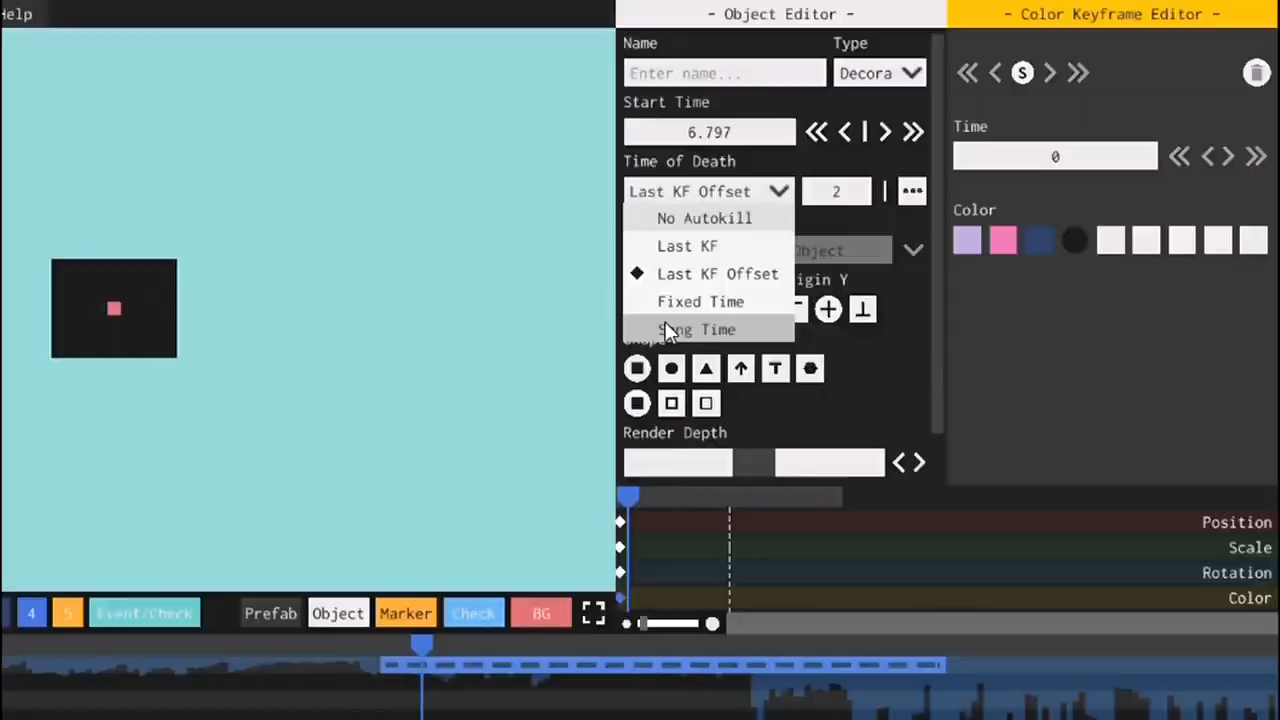 Help
- Object Editor -
- Color Keyframe Editor -
Name
Type
Enter name...
Decora
Start Time
6.797
Time of Death
Last KF Offset
2
No Autokill
Last KF
Last KF Offset
Fixed Time
Song Time
Object
igin Y
Render Depth
S
Time
0
Color
Position
Scale
Rotation
Color
4
5
Event/Check
Prefab
Object
Marker
Check
BG